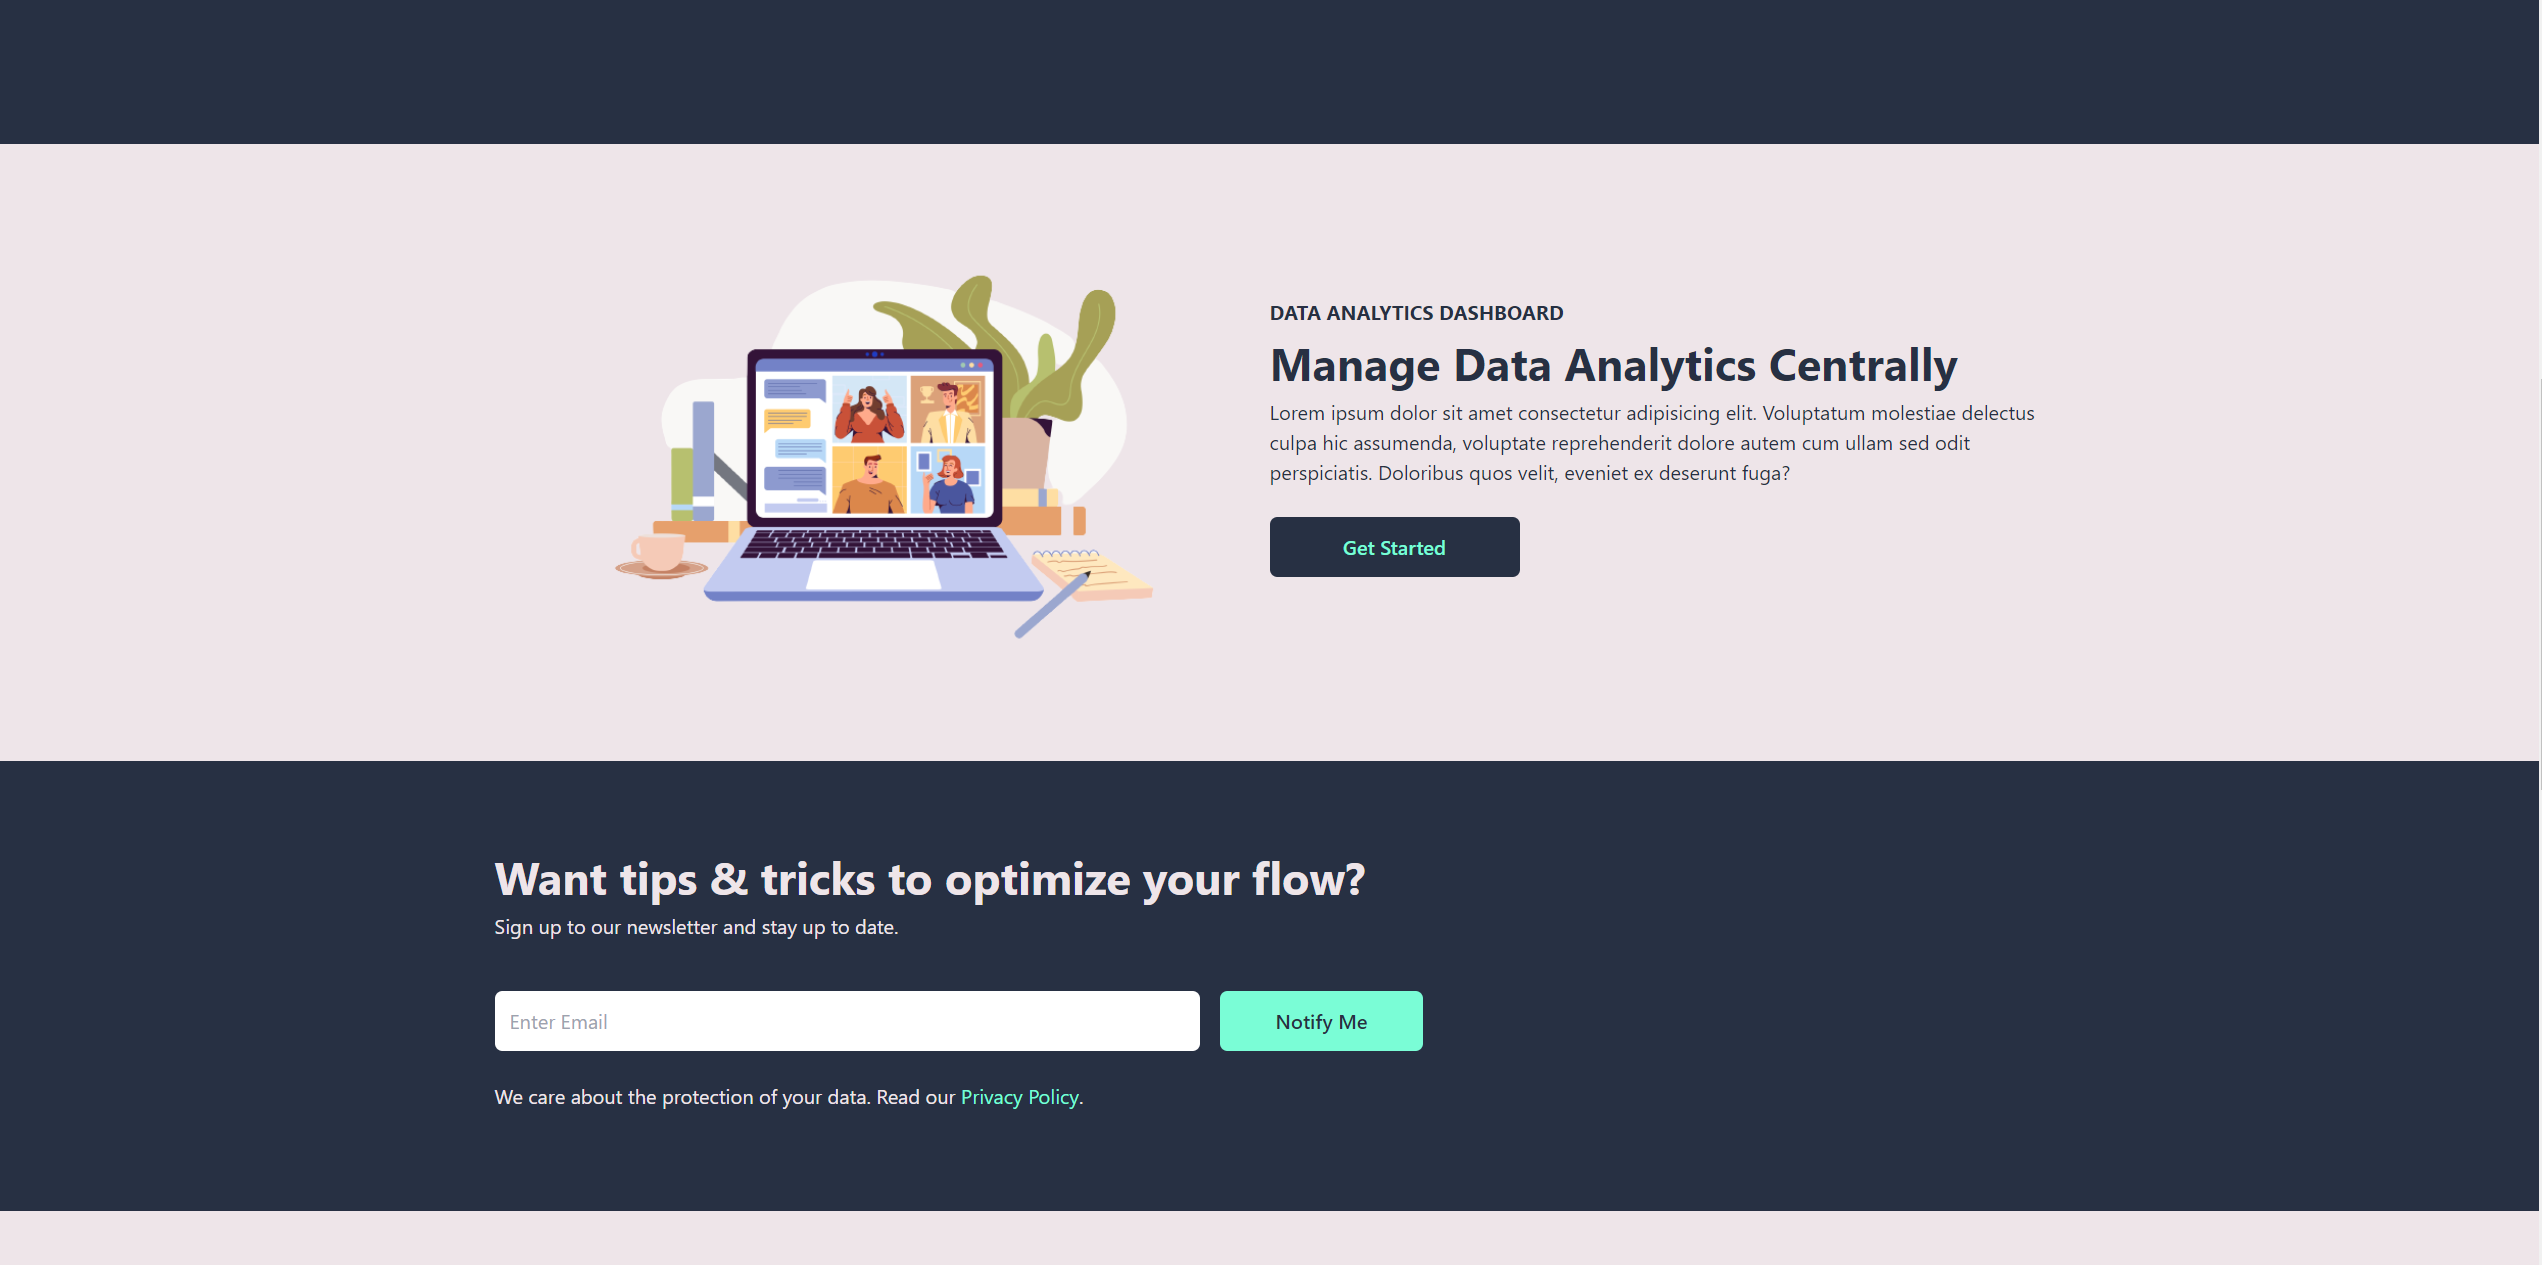 DATA ANALYTICS DASHBOARD
Manage Data Analytics Centrally
Lorem ipsum dolor sit amet consectetur adipisicing elit. Voluptatum molestiae delectus
culpa hic assumenda, voluptate reprehenderit dolore autem cum ullam sed odit
perspiciatis. Doloribus quos velit, eveniet ex deserunt fuga?
Get Started
Want tips & tricks to optimize your flow?
Sign up to our newsletter and stay up to date.
Enter Email
Notify Me
We care about the protection of your data. Read our Privacy Policy.